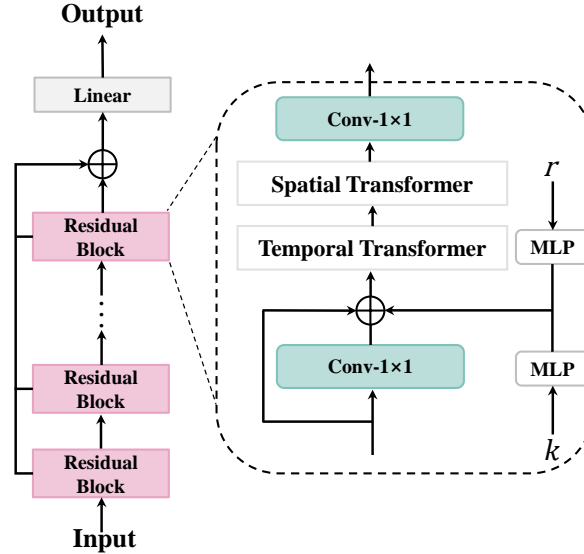 Output
Linear
Residual
Block
...
Residual
Block
Residual
Block
Input
Conv-1×1
Spatial Transformer
Temporal Transformer
Conv-1×1
r
MLP
MLP
k